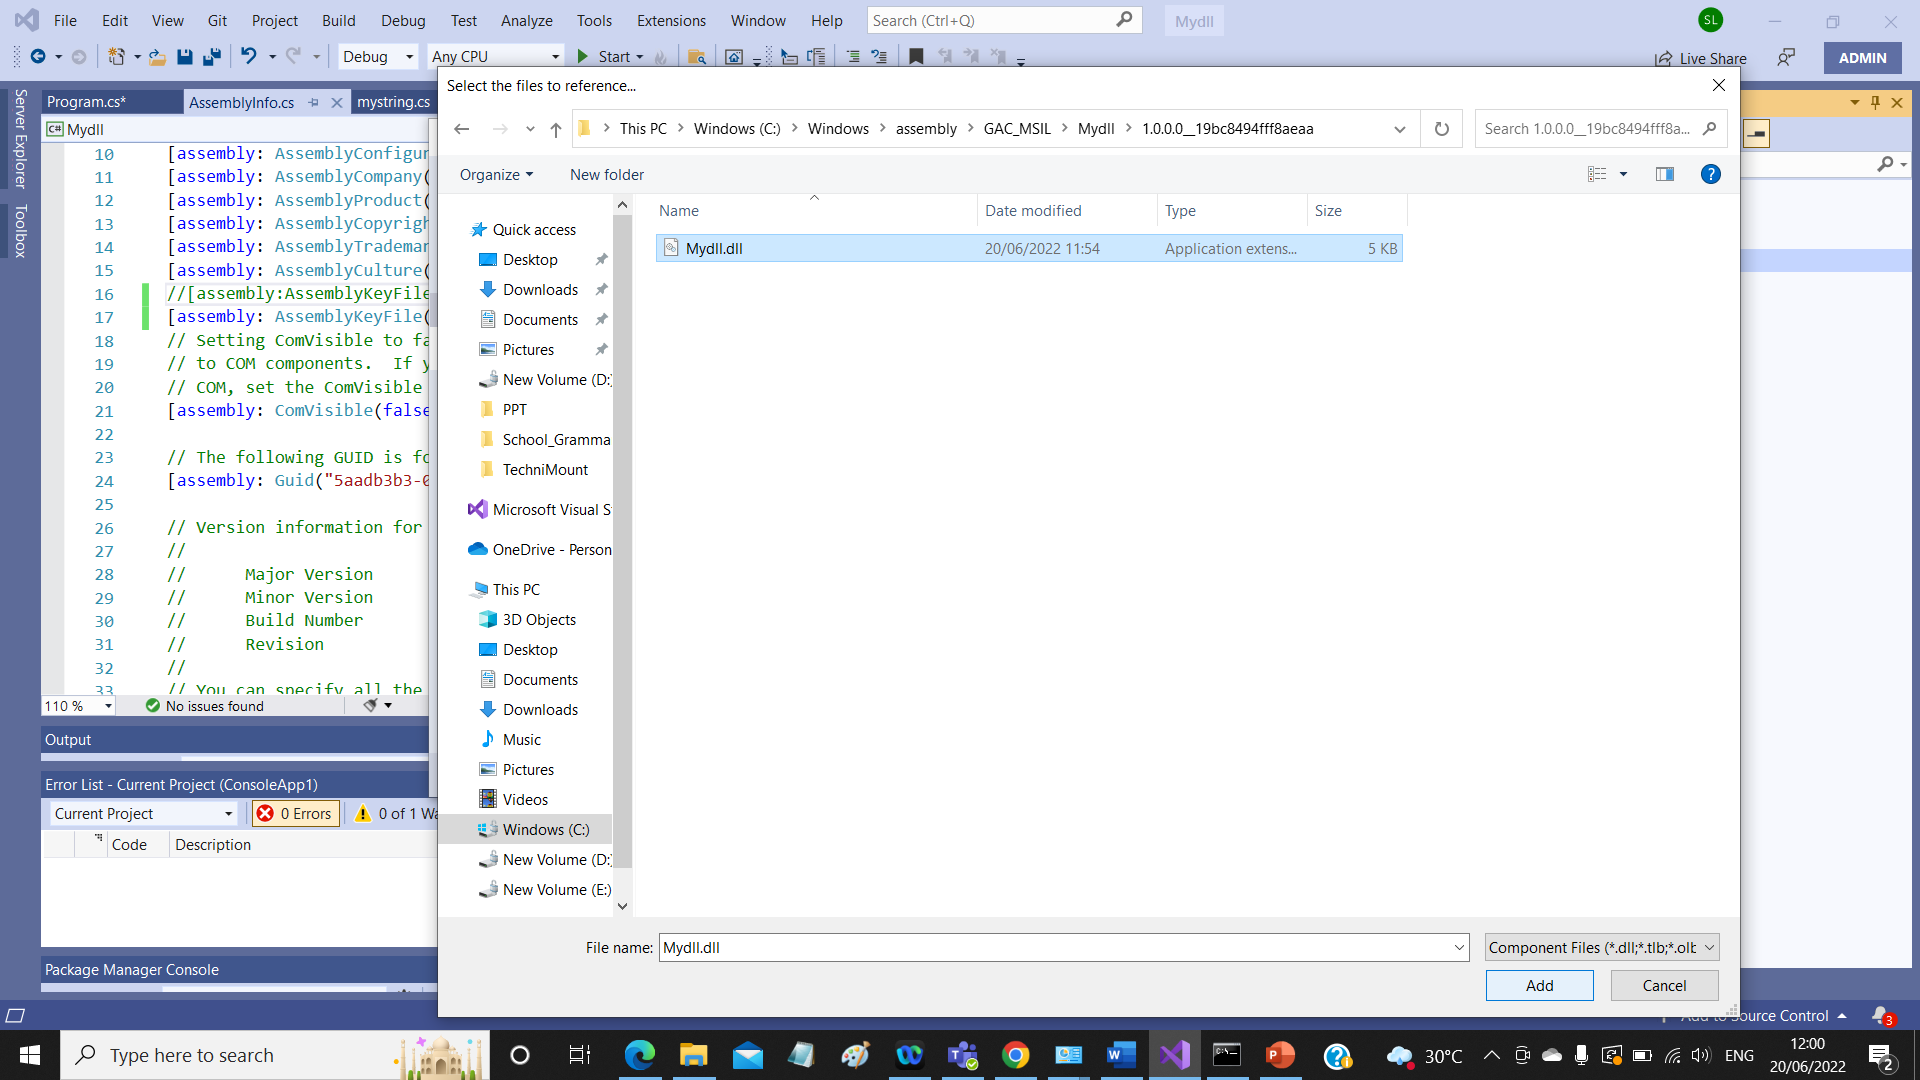 File Edit View Git Project Build Debug Test Analyze Tools Extensions Window Help Search (Ctrl+Q) Mydll SL
Debug Any CPU Start Live Share ADMIN
Server Explorer
Toolbox
Program.cs* AssemblyInfo.cs mystring.cs
C# Mydll
10 [assembly: AssemblyConfigur
11 [assembly: AssemblyCompany(
12 [assembly: AssemblyProduct(
13 [assembly: AssemblyCopyrigh
14 [assembly: AssemblyTrademar
15 [assembly: AssemblyCulture(
16 //[assembly:AssemblyKeyFile
17 [assembly: AssemblyKeyFile(
18 // Setting ComVisible to fa
19 // to COM components.  If y
20 // COM, set the ComVisible
21 [assembly: ComVisible(false
22
23 // The following GUID is fo
24 [assembly: Guid("5aadb3b3-0
25
26 // Version information for
27 //
28 //      Major Version
29 //      Minor Version
30 //      Build Number
31 //      Revision
32 //
33 // You can specify all the
110 % No issues found
Output
Error List - Current Project (ConsoleApp1)
Current Project 0 Errors 0 of 1 Wa
Code Description
Package Manager Console
Select the files to reference...
This PC Windows (C:) Windows assembly GAC_MSIL Mydll 1.0.0.0__19bc8494fff8aeaa
Search 1.0.0.0__19bc8494fff8a...
Organize New folder
Name Date modified Type Size
Mydll.dll 20/06/2022 11:54 Application extens... 5 KB
Quick access
Desktop
Downloads
Documents
Pictures
New Volume (D:)
PPT
School_Gramma
TechniMount
Microsoft Visual S
OneDrive - Person
This PC
3D Objects
Desktop
Documents
Downloads
Music
Pictures
Videos
Windows (C:)
New Volume (D:)
New Volume (E:)
File name: Mydll.dll Component Files (*.dll;*.tlb;*.olb
Add Cancel
Add to Source Control 3
Type here to search
30°C ENG 12:00
20/06/2022 2